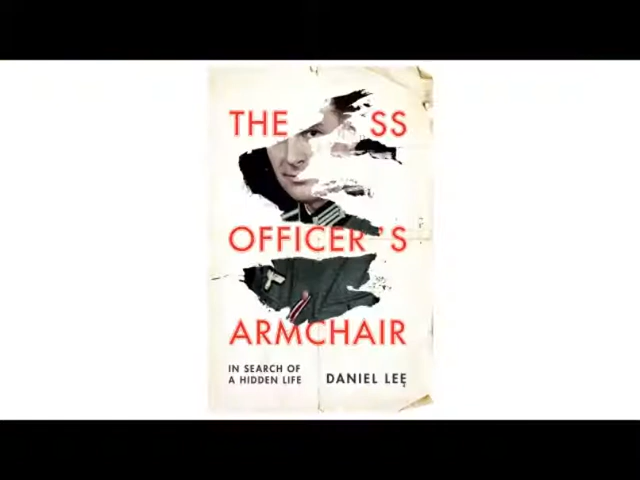 THE SS
OFFICER'S
ARMCHAIR
IN SEARCH OF
A HIDDEN LIFE
DANIEL LEE